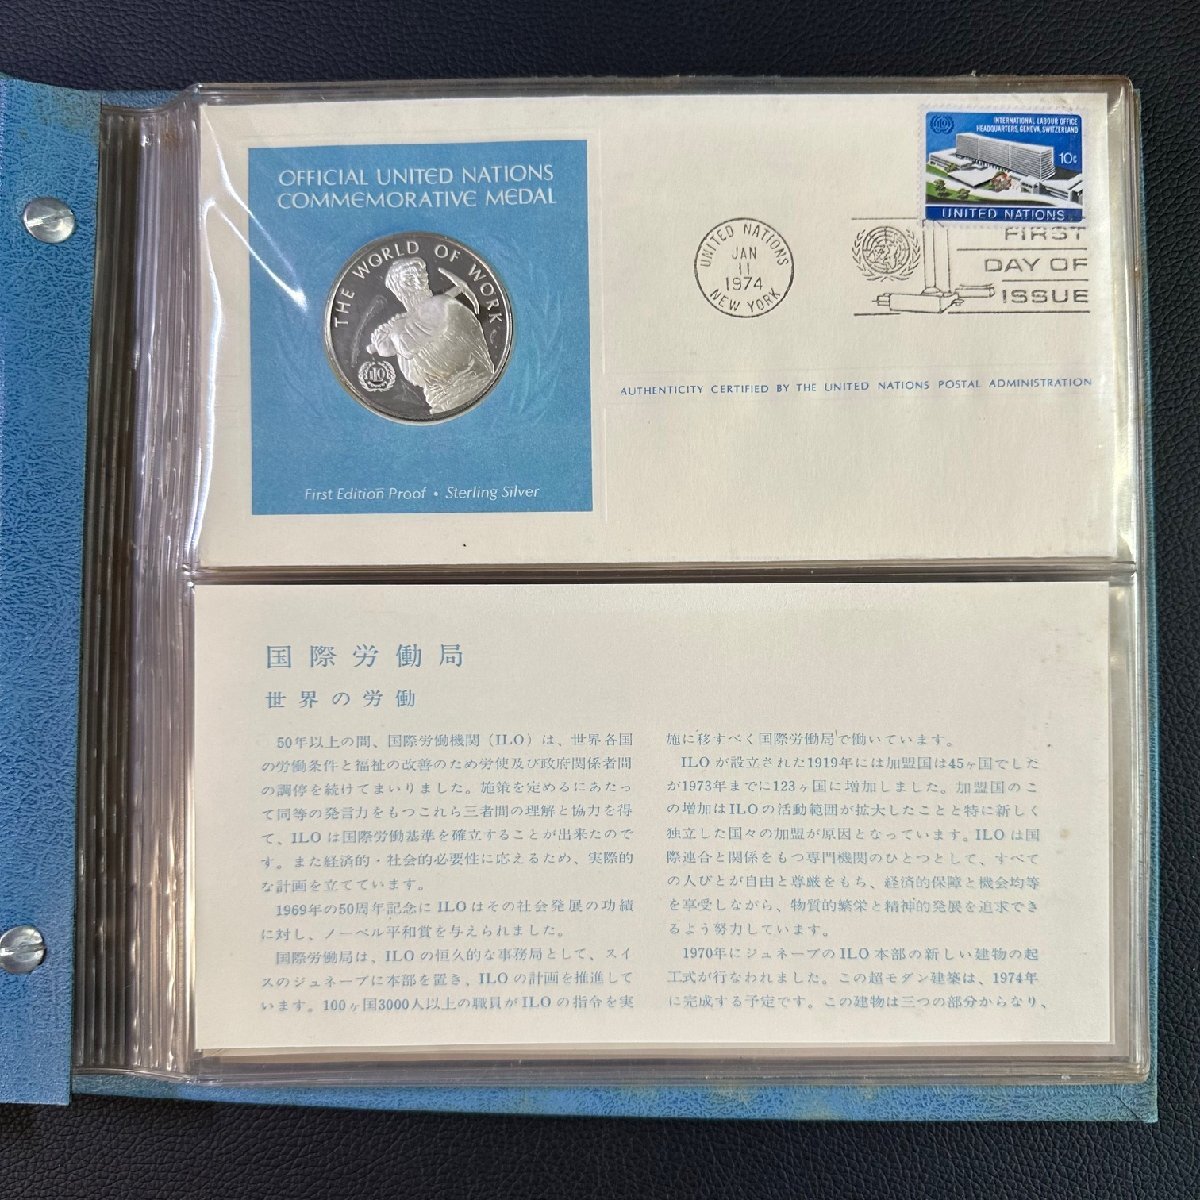 OFFICIAL UNITED NATIONS
COMMEMORATIVE MEDAL
THE WORLD OF WORK
First Edition Proof • Sterling Silver
INTERNATIONAL LABOUR OFFICE
HEADQUARTERS, GENEVA, SWITZERLAND
10c
UNITED NATIONS
UNITED NATIONS
JAN
11
1974
NEW YORK
FIRST
DAY OF
ISSUE
AUTHENTICITY CERTIFIED BY THE UNITED NATIONS POSTAL ADMINISTRATION
国際労働局
世界の労働
50年以上の間、国際労働機関(ILO)は、世界各国
の労働条件と福祉の改善のため労使及び政府関係者間
の調停を続けてまいりました。施策を定めるにあたっ
て同等の発言力をもつこれら三者間の理解と協力を得
て、ILOは国際労働基準を確立することが出来たので
す。また経済的・社会的必要性に応えるため、実際的
な計画を立てています。
1969年の50周年記念にILOはその社会発展の功績
に対し、ノーベル平和賞を与えられました。
国際労働局は、ILOの恒久的な事務局として、スイ
スのジュネーブに本部を置き、ILOの計画を推進して
います。100ヶ国3000人以上の職員がILOの指令を実
施に移すべく国際労働局で働いています。
ILOが設立された1919年には加盟国は45ヶ国でした
が1973年までに123ヶ国に増加しました。加盟国のこ
の増加はILOの活動範囲が拡大したことと特に新しく
独立した国々の加盟が原因となっています。ILOは国
際連合と関係をもつ専門機関のひとつとして、すべて
の人びとが自由と尊厳をもち、経済的保障と機会均等
を享受しながら、物質的繁栄と精神的発展を追求でき
るよう努力しています。
1970年にジュネーブのILO本部の新しい建物の起
工式が行なわれました。この超モダン建築は、1974年
に完成する予定です。この建物は三つの部分からなり、